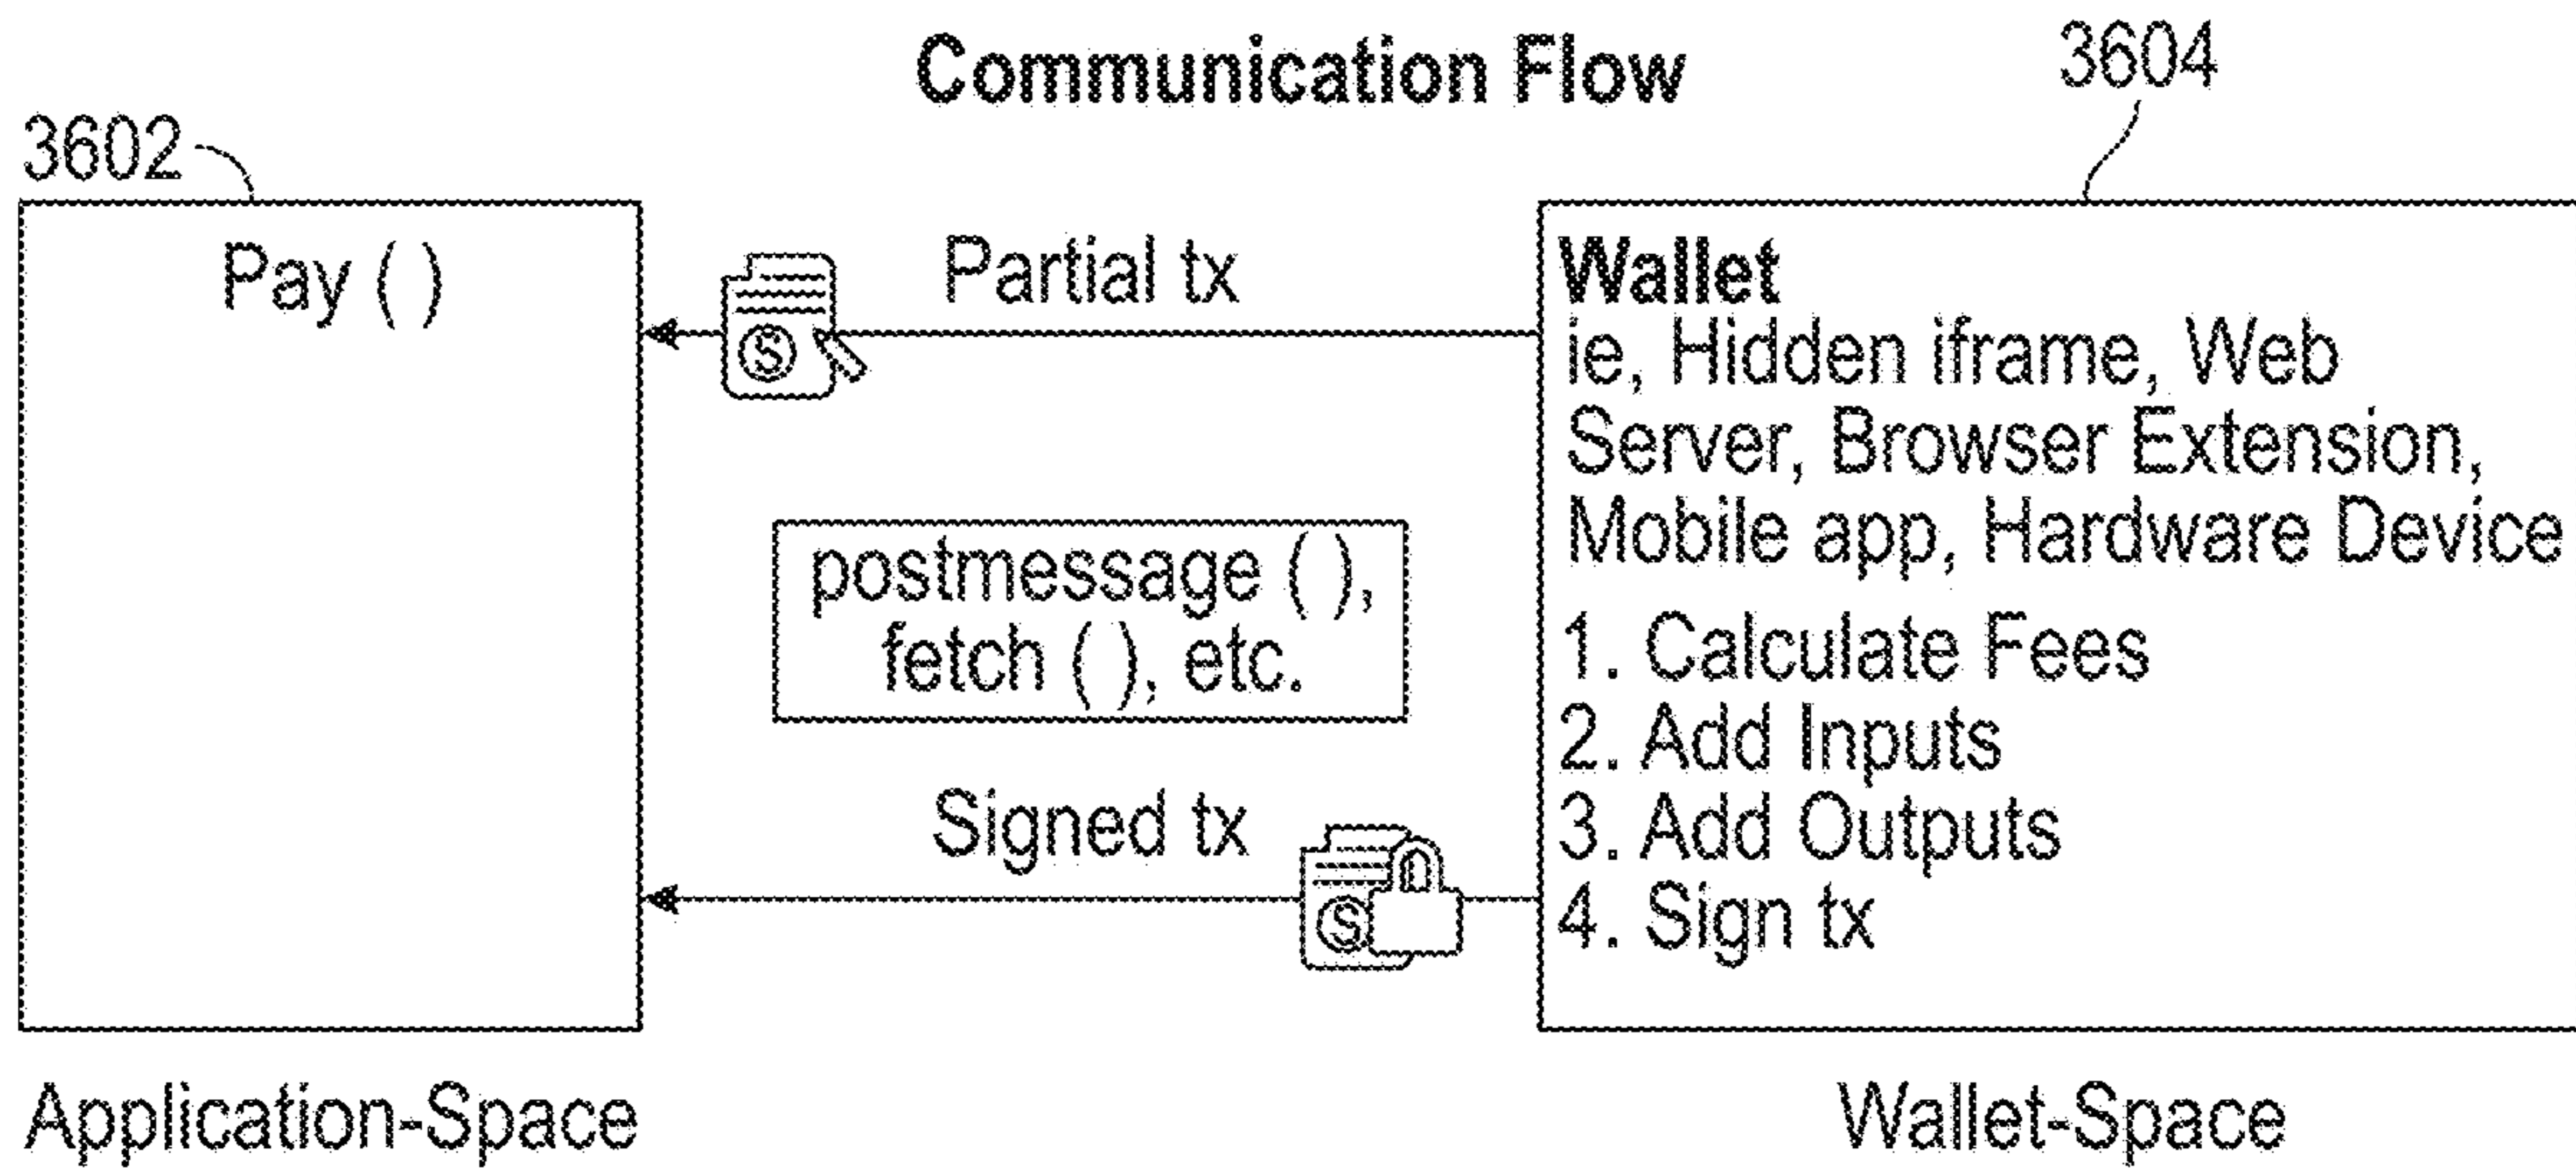 Communication Flow
3604
3602
Pay ( )
Partial tx
Wallet
ie, Hidden iframe, Web
Server, Browser Extension,
Mobile app, Hardware Device
postmessage ( ),
fetch ( ), etc.
1. Calculate Fees
2. Add Inputs
3. Add Outputs
4. Sign tx
Signed tx
Application-Space
Wallet-Space